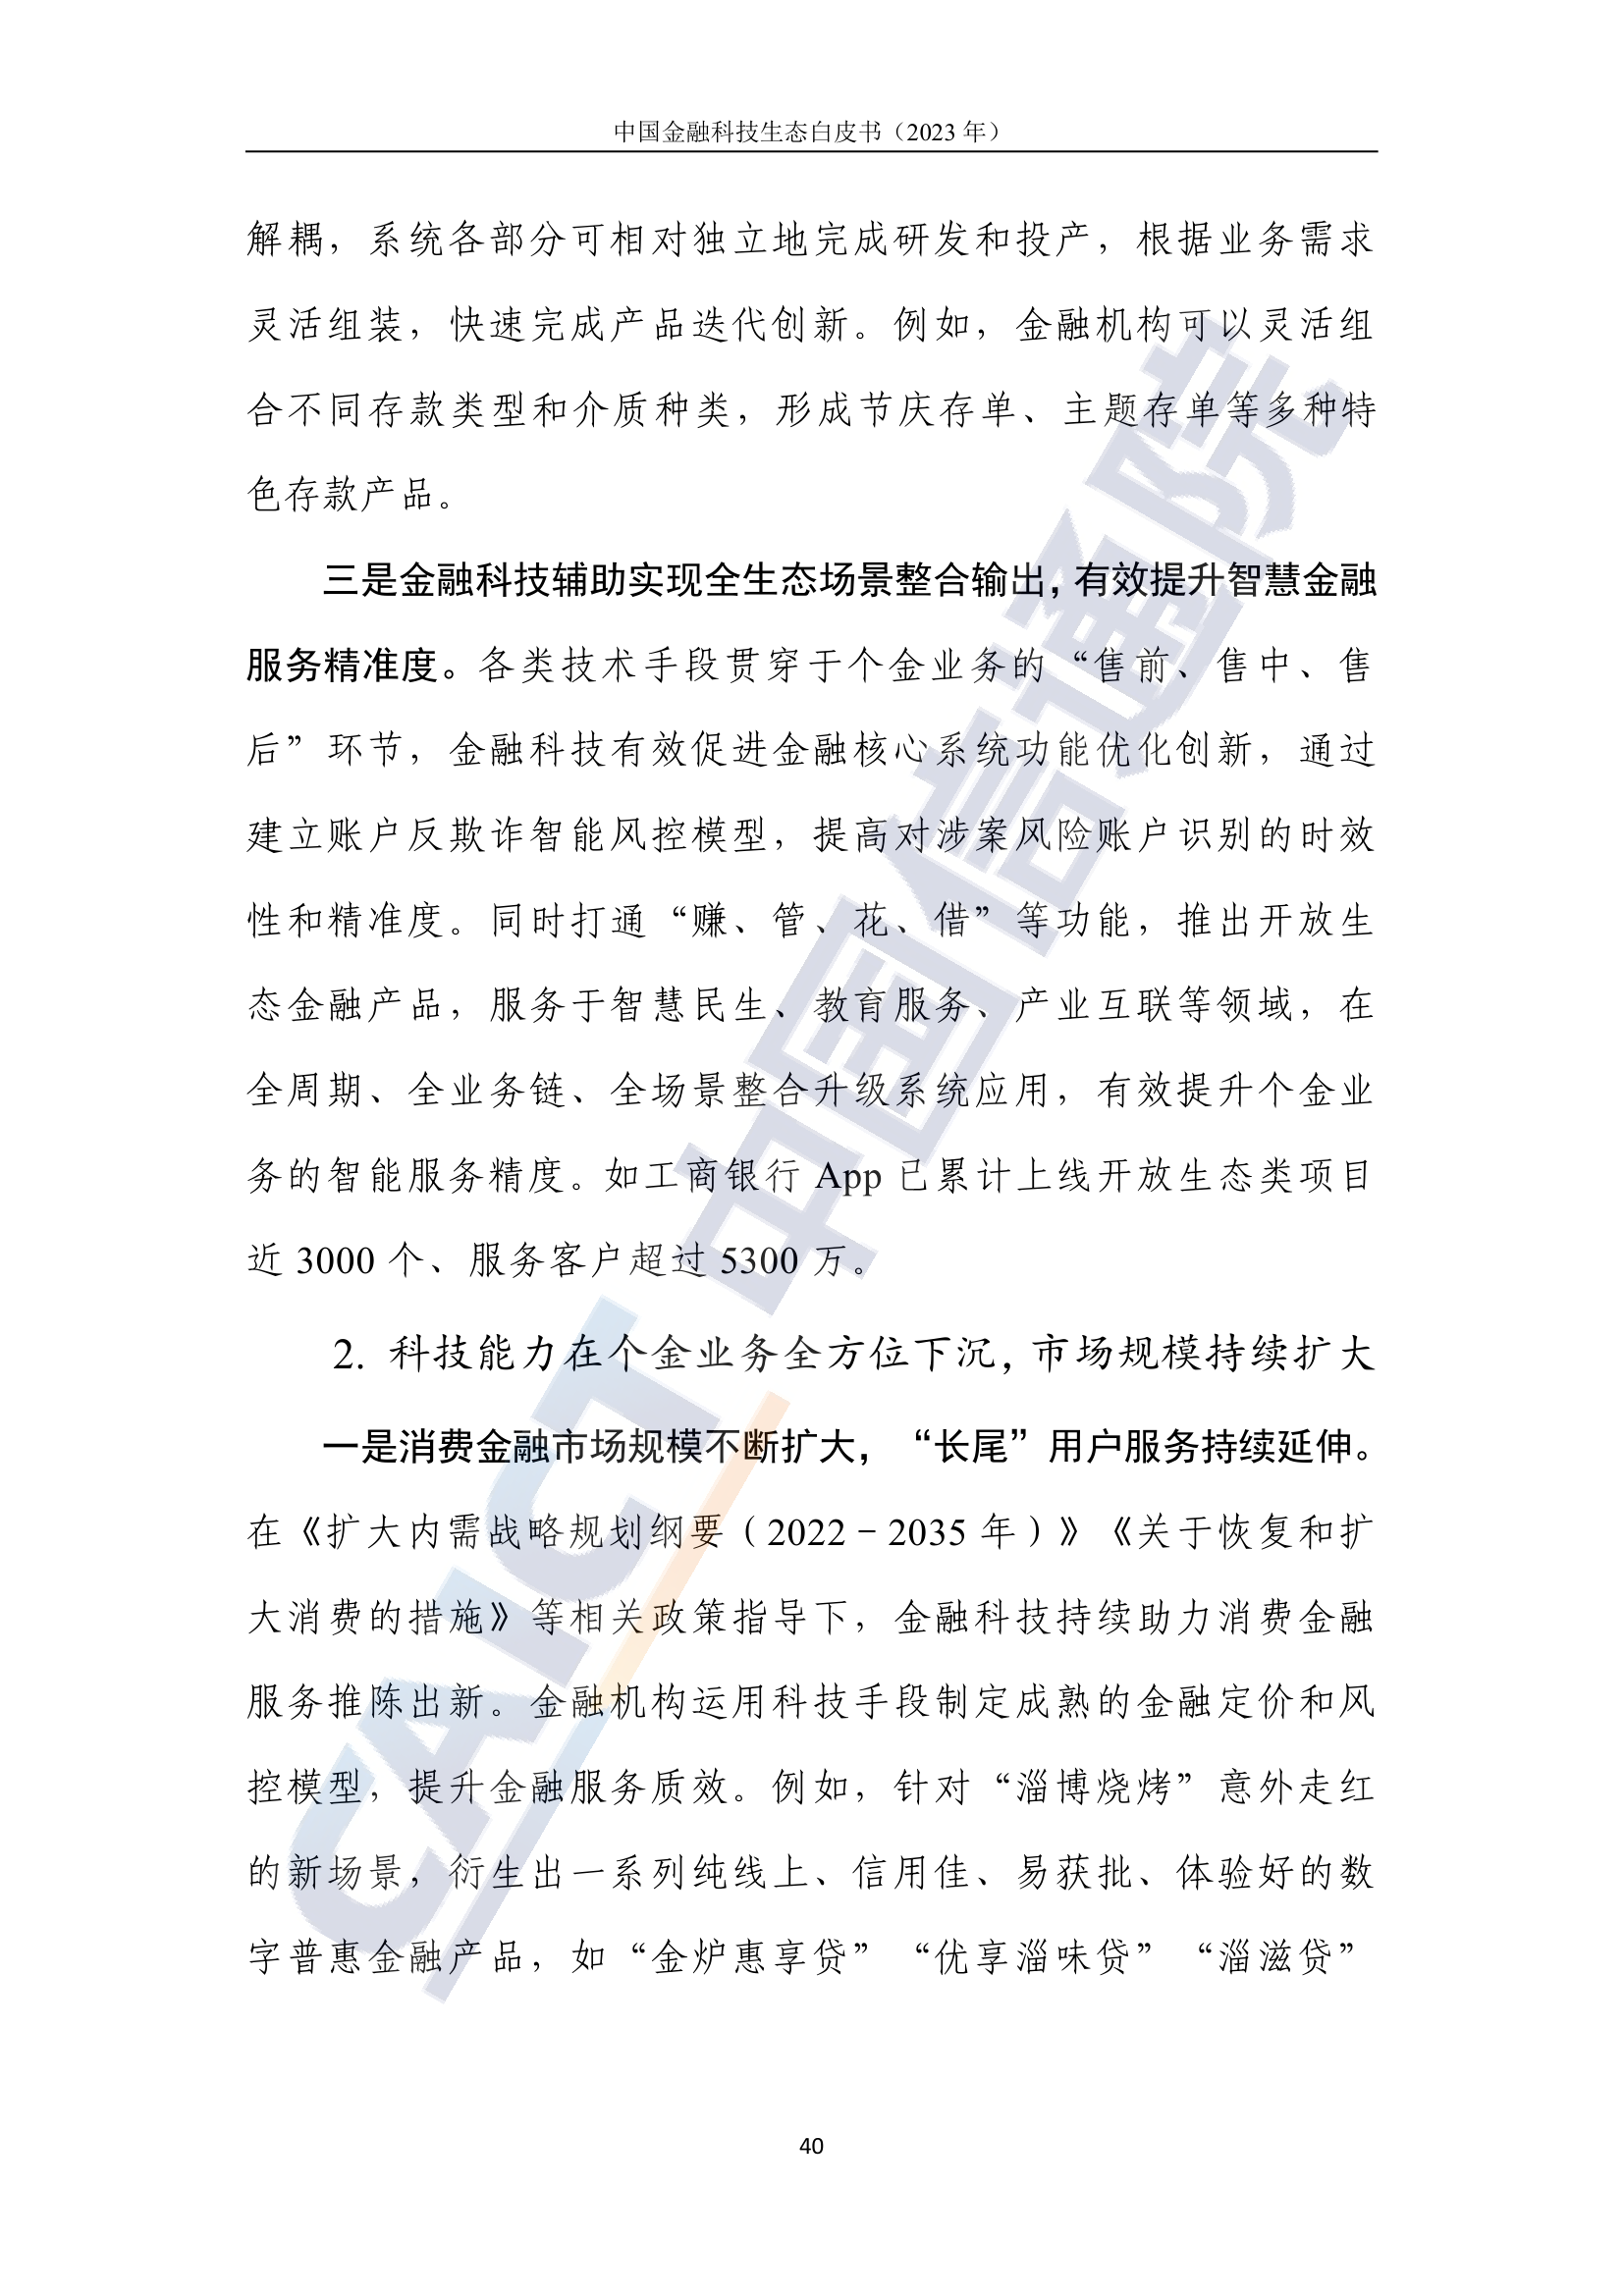 中国金融科技生态白皮书（2023 年）
解耦，系统各部分可相对独立地完成研发和投产，根据业务需求
灵活组装，快速完成产品迭代创新。例如，金融机构可以灵活组
合不同存款类型和介质种类，形成节庆存单、主题存单等多种特
色存款产品。
三是金融科技辅助实现全生态场景整合输出，有效提升智慧金融
服务精准度。各类技术手段贯穿于个金业务的“售前、售中、售
后”环节，金融科技有效促进金融核心系统功能优化创新，通过
建立账户反欺诈智能风控模型，提高对涉案风险账户识别的时效
性和精准度。同时打通“赚、管、花、借”等功能，推出开放生
态金融产品，服务于智慧民生、教育服务、产业互联等领域，在
全周期、全业务链、全场景整合升级系统应用，有效提升个金业
务的智能服务精度。如工商银行 App 已累计上线开放生态类项目
近 3000 个、服务客户超过 5300 万。
2. 科技能力在个金业务全方位下沉，市场规模持续扩大
一是消费金融市场规模不断扩大，“长尾”用户服务持续延伸。
在《扩大内需战略规划纲要（2022－2035 年）》《关于恢复和扩
大消费的措施》等相关政策指导下，金融科技持续助力消费金融
服务推陈出新。金融机构运用科技手段制定成熟的金融定价和风
控模型，提升金融服务质效。例如，针对“淄博烧烤”意外走红
的新场景，衍生出一系列纯线上、信用佳、易获批、体验好的数
字普惠金融产品，如“金炉惠享贷”“优享淄味贷”“淄滋贷”
40
CAICT 中国信通院